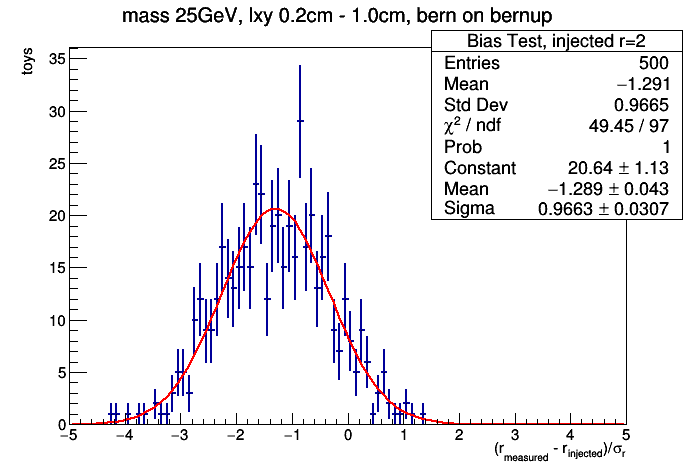 mass 25GeV, lxy 0.2cm - 1.0cm, bern on bernup
Bias Test, injected r=2
Entries 500
Mean −1.291
Std Dev 0.9665
χ² / ndf 49.45 / 97
Prob 1
Constant 20.64 ± 1.13
Mean −1.289 ± 0.043
Sigma 0.9663 ± 0.0307
toys
35
30
25
20
15
10
5
0
−5 −4 −3 −2 −1 0 1 2 3 4 5
(r_measured - r_injected)/σ_r